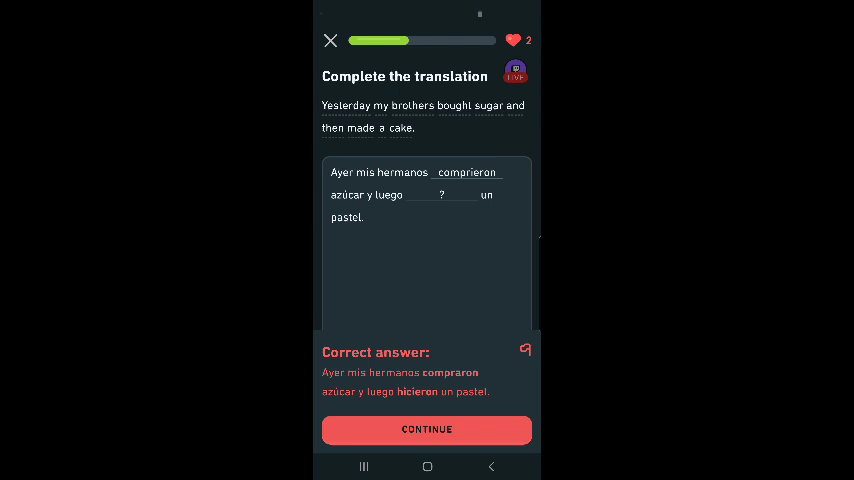 2
Complete the translation
LIVE
Yesterday my brothers bought sugar and
then made a cake.
Ayer mis hermanos comprieron
azúcar y luego ? un
pastel.
Correct answer:
Ayer mis hermanos compraron
azúcar y luego hicieron un pastel.
CONTINUE